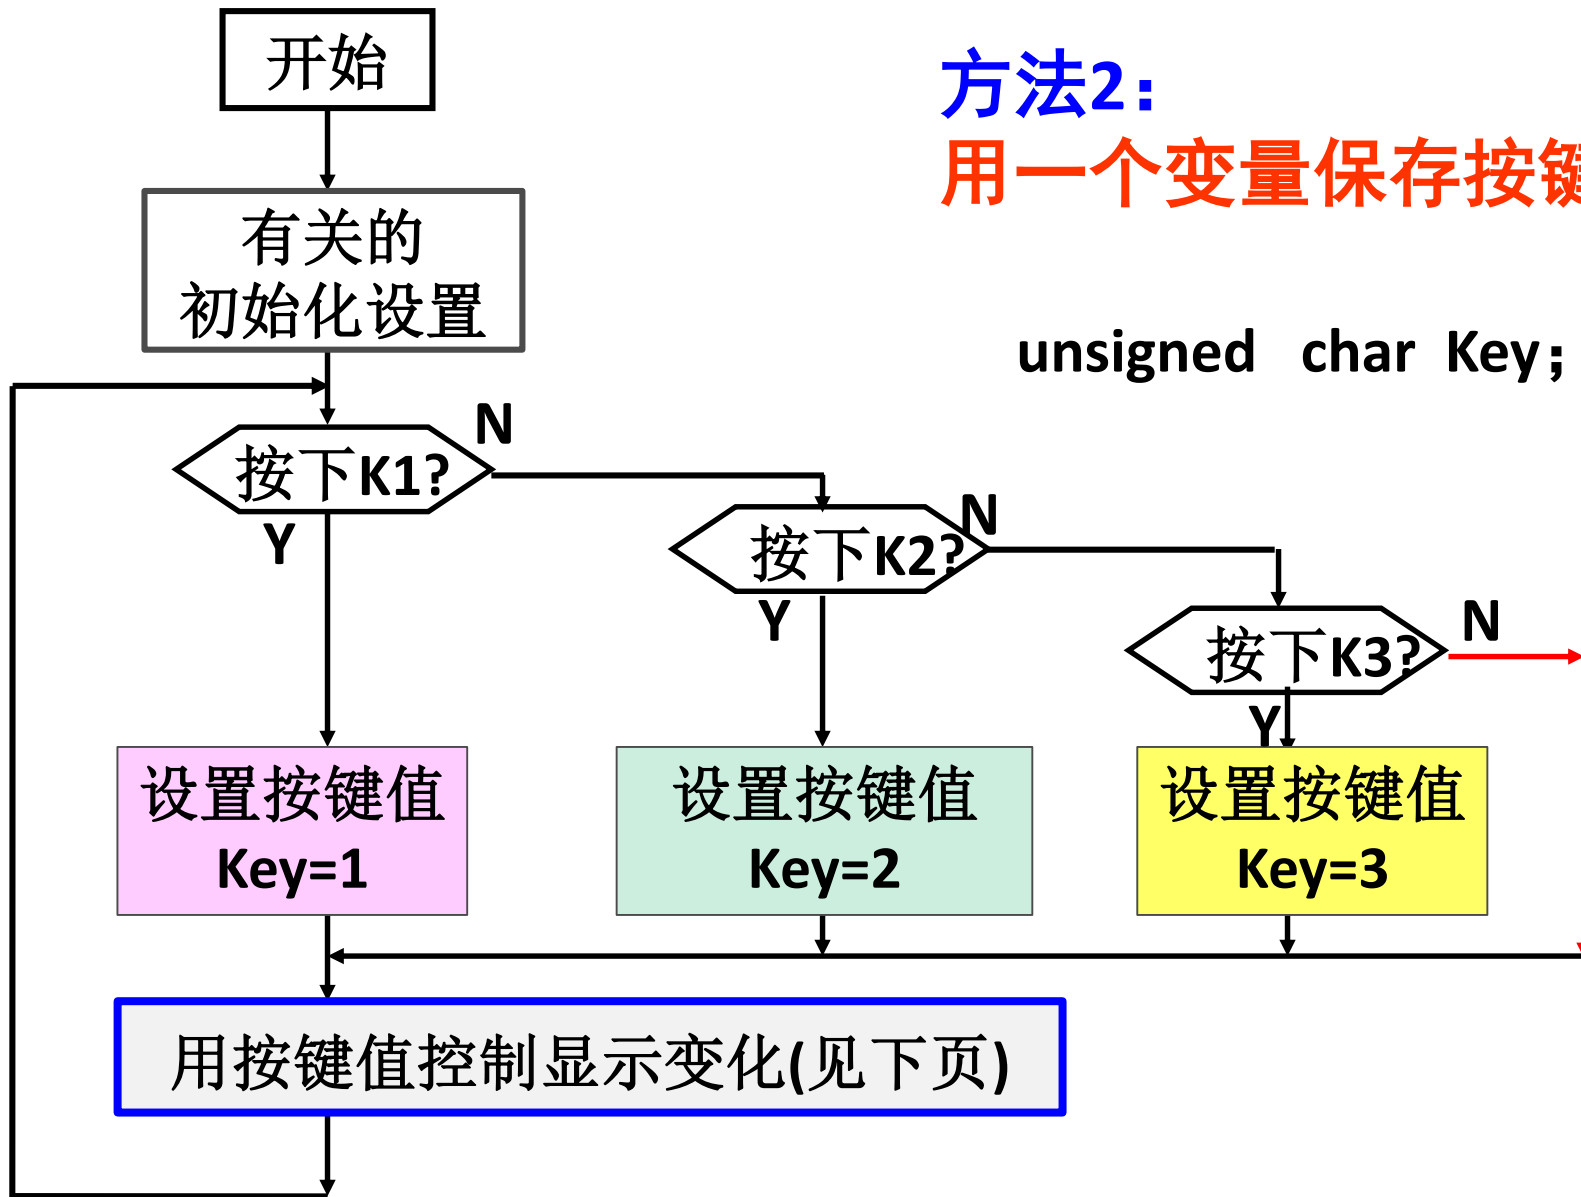 开始
方法2：
用一个变量保存按键
有关的
初始化设置
unsigned char Key；
N
按下K1?
Y
N
按下K2?
Y
N
按下K3?
Y
设置按键值
Key=1
设置按键值
Key=2
设置按键值
Key=3
用按键值控制显示变化(见下页)